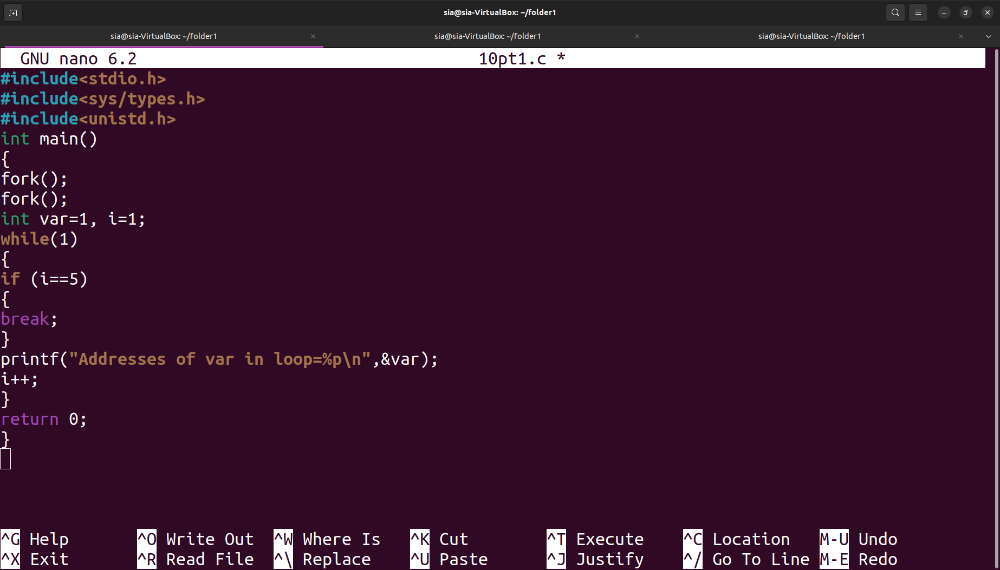 sia@sia-VirtualBox: ~/folder1
sia@sia-VirtualBox: ~/folder1 × sia@sia-VirtualBox: ~/folder1 × sia@sia-VirtualBox: ~/folder1 ×
GNU nano 6.2 10pt1.c *
#include<stdio.h>
#include<sys/types.h>
#include<unistd.h>
int main()
{
fork();
fork();
int var=1, i=1;
while(1)
{
if (i==5)
{
break;
}
printf("Addresses of var in loop=%p\n",&var);
i++;
}
return 0;
}
^G Help ^O Write Out ^W Where Is ^K Cut ^T Execute ^C Location M-U Undo
^X Exit ^R Read File ^\ Replace ^U Paste ^J Justify ^/ Go To Line M-E Redo